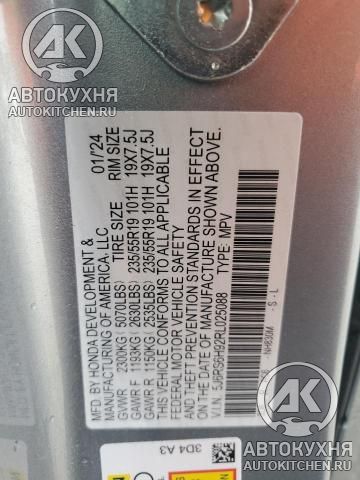 AK
АВТОКУХНЯ
AUTOKITCHEN.RU
MFD. BY HONDA DEVELOPMENT & 01/24
MANUFACTURING OF AMERICA, LLC
TIRE SIZE RIM SIZE
GVWR 2300KG (5070LBS)
GAWR F 1193KG (2630LBS) 235/55R19 101H 19X7.5J
GAWR R 1150KG (2535LBS) 235/55R19 101H 19X7.5J
THIS VEHICLE CONFORMS TO ALL APPLICABLE
FEDERAL MOTOR VEHICLE SAFETY
AND THEFT PREVENTION STANDARDS IN EFFECT
ON THE DATE OF MANUFACTURE SHOWN ABOVE.
V.I.N. 5J6RS6H92RL025088 TYPE: MPV
NH830M -S-L
3D4 A3
AK
АВТОКУХНЯ
AUTOKITCHEN.RU